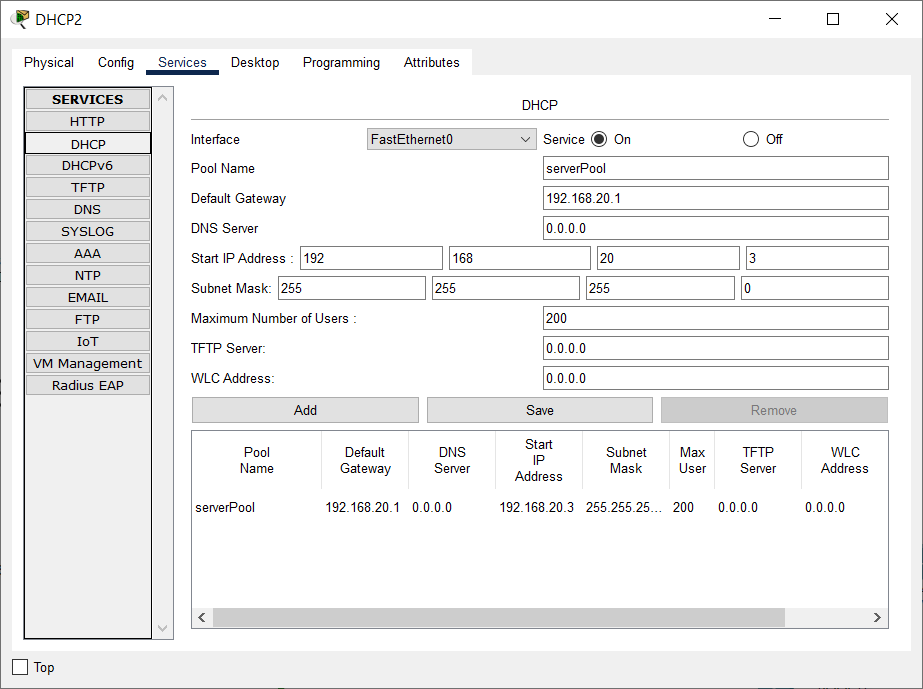 DHCP2
Physical Config Services Desktop Programming Attributes
SERVICES
HTTP
DHCP
DHCPv6
TFTP
DNS
SYSLOG
AAA
NTP
EMAIL
FTP
IoT
VM Management
Radius EAP
DHCP
Interface FastEthernet0 Service On Off
Pool Name serverPool
Default Gateway 192.168.20.1
DNS Server 0.0.0.0
Start IP Address : 192 168 20 3
Subnet Mask: 255 255 255 0
Maximum Number of Users : 200
TFTP Server: 0.0.0.0
WLC Address: 0.0.0.0
Add Save Remove
Pool Name Default Gateway DNS Server Start IP Address Subnet Mask Max User TFTP Server WLC Address
serverPool 192.168.20.1 0.0.0.0 192.168.20.3 255.255.25... 200 0.0.0.0 0.0.0.0
Top